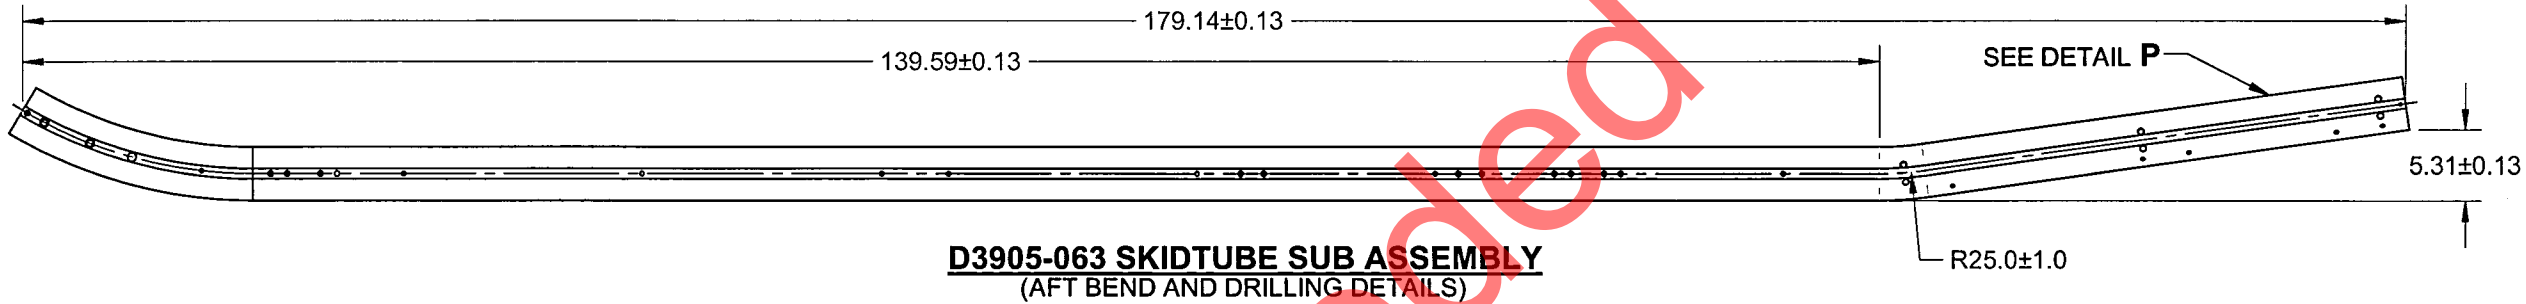 179.14±0.13
139.59±0.13
SEE DETAIL P
5.31±0.13
R25.0±1.0
D3905-063 SKIDTUBE SUB ASSEMBLY
(AFT BEND AND DRILLING DETAILS)
ded